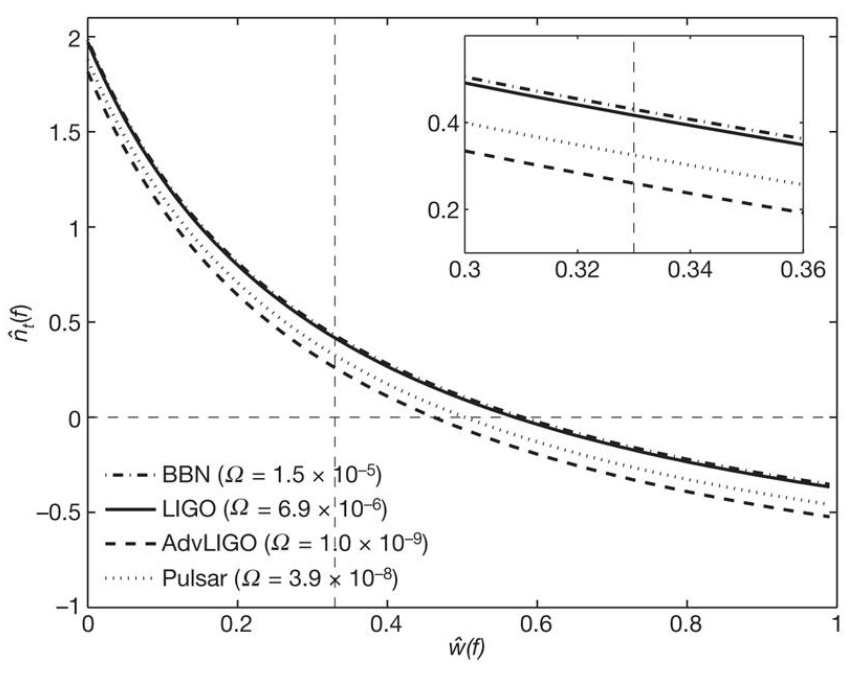 2
1.5
1
0.5
0
−0.5
−1
0 0.2 0.4 0.6 0.8 1
n̂t(f)
ŵ(f)
0.4
0.2
0.3 0.32 0.34 0.36
BBN (Ω = 1.5 × 10⁻⁵)
LIGO (Ω = 6.9 × 10⁻⁶)
AdvLIGO (Ω = 1.0 × 10⁻⁹)
Pulsar (Ω = 3.9 × 10⁻⁸)